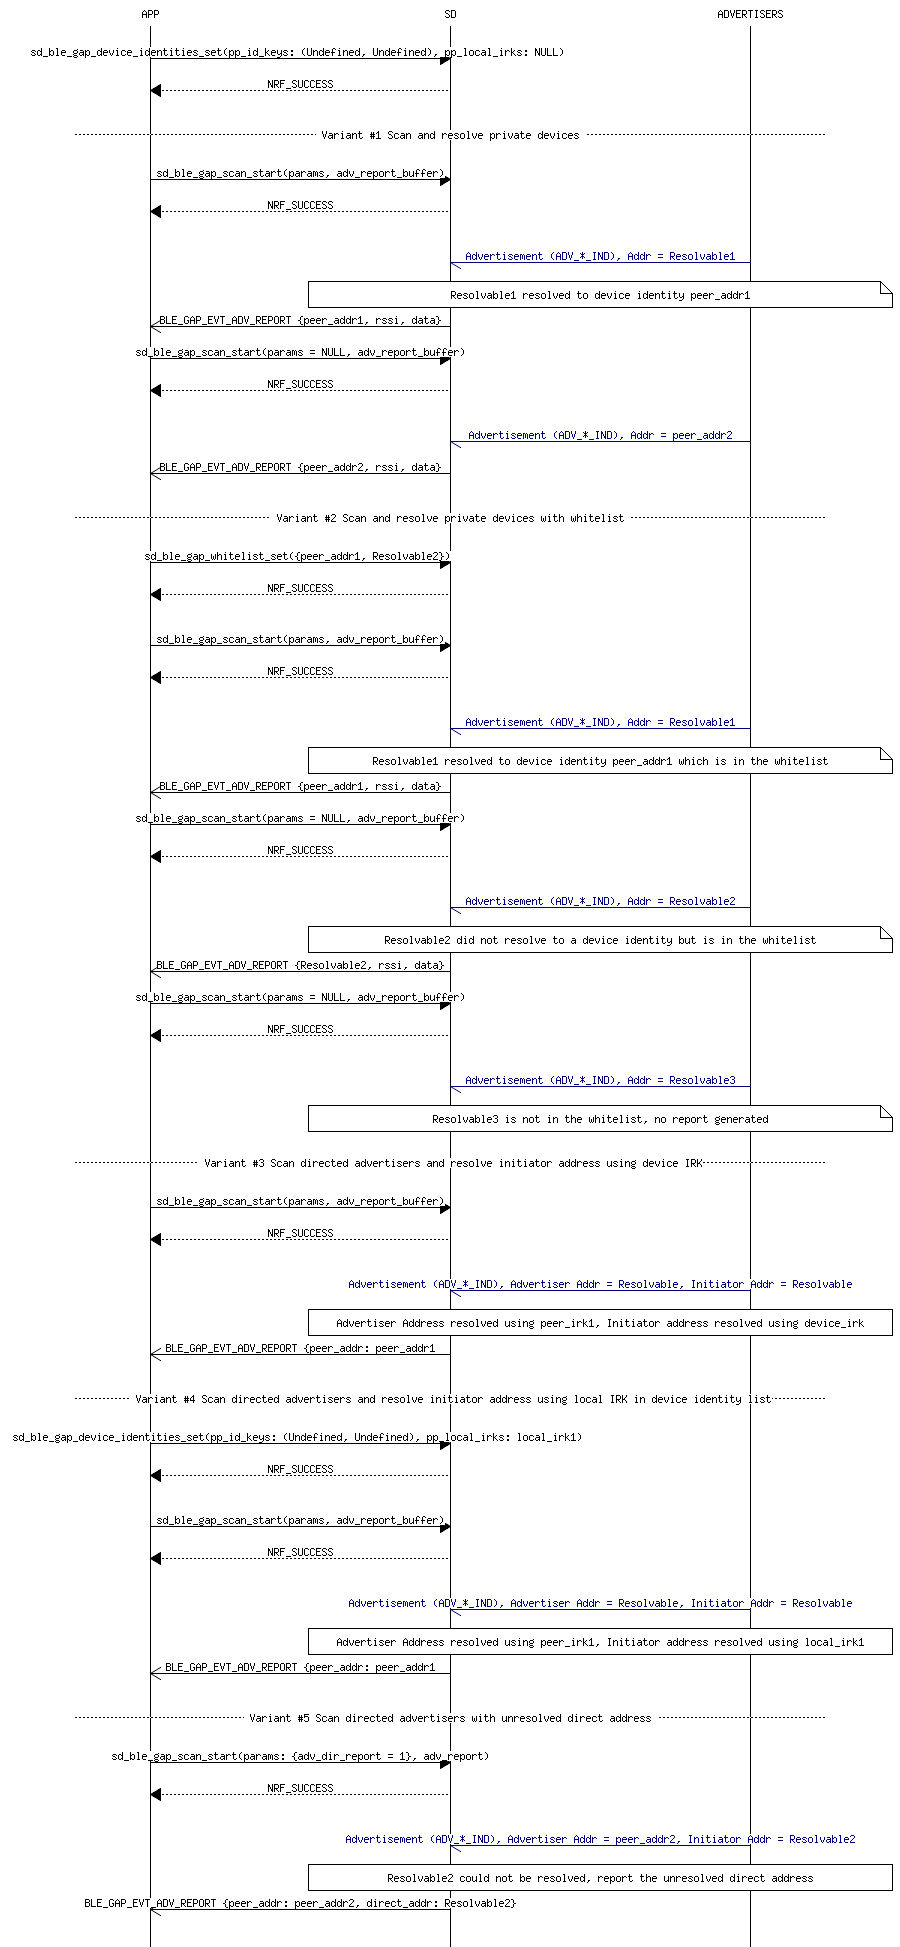 APP SD ADVERTISERS
sd_ble_gap_device_identities_set(pp_id_keys: (Undefined, Undefined), pp_local_irks: NULL)
NRF_SUCCESS
Variant #1 Scan and resolve private devices
sd_ble_gap_scan_start(params, adv_report_buffer)
NRF_SUCCESS
Advertisement (ADV_*_IND), Addr = Resolvable1
Resolvable1 resolved to device identity peer_addr1
BLE_GAP_EVT_ADV_REPORT {peer_addr1, rssi, data}
sd_ble_gap_scan_start(params = NULL, adv_report_buffer)
NRF_SUCCESS
Advertisement (ADV_*_IND), Addr = peer_addr2
BLE_GAP_EVT_ADV_REPORT {peer_addr2, rssi, data}
Variant #2 Scan and resolve private devices with whitelist
sd_ble_gap_whitelist_set({peer_addr1, Resolvable2})
NRF_SUCCESS
sd_ble_gap_scan_start(params, adv_report_buffer)
NRF_SUCCESS
Advertisement (ADV_*_IND), Addr = Resolvable1
Resolvable1 resolved to device identity peer_addr1 which is in the whitelist
BLE_GAP_EVT_ADV_REPORT {peer_addr1, rssi, data}
sd_ble_gap_scan_start(params = NULL, adv_report_buffer)
NRF_SUCCESS
Advertisement (ADV_*_IND), Addr = Resolvable2
Resolvable2 did not resolve to a device identity but is in the whitelist
BLE_GAP_EVT_ADV_REPORT {Resolvable2, rssi, data}
sd_ble_gap_scan_start(params = NULL, adv_report_buffer)
NRF_SUCCESS
Advertisement (ADV_*_IND), Addr = Resolvable3
Resolvable3 is not in the whitelist, no report generated
Variant #3 Scan directed advertisers and resolve initiator address using device IRK
sd_ble_gap_scan_start(params, adv_report_buffer)
NRF_SUCCESS
Advertisement (ADV_*_IND), Advertiser Addr = Resolvable, Initiator Addr = Resolvable
Advertiser Address resolved using peer_irk1, Initiator address resolved using device_irk
BLE_GAP_EVT_ADV_REPORT {peer_addr: peer_addr1
Variant #4 Scan directed advertisers and resolve initiator address using local IRK in device identity list
sd_ble_gap_device_identities_set(pp_id_keys: (Undefined, Undefined), pp_local_irks: local_irk1)
NRF_SUCCESS
sd_ble_gap_scan_start(params, adv_report_buffer)
NRF_SUCCESS
Advertisement (ADV_*_IND), Advertiser Addr = Resolvable, Initiator Addr = Resolvable
Advertiser Address resolved using peer_irk1, Initiator address resolved using local_irk1
BLE_GAP_EVT_ADV_REPORT {peer_addr: peer_addr1
Variant #5 Scan directed advertisers with unresolved direct address
sd_ble_gap_scan_start(params: {adv_dir_report = 1}, adv_report)
NRF_SUCCESS
Advertisement (ADV_*_IND), Advertiser Addr = peer_addr2, Initiator Addr = Resolvable2
Resolvable2 could not be resolved, report the unresolved direct address
BLE_GAP_EVT_ADV_REPORT {peer_addr: peer_addr2, direct_addr: Resolvable2}